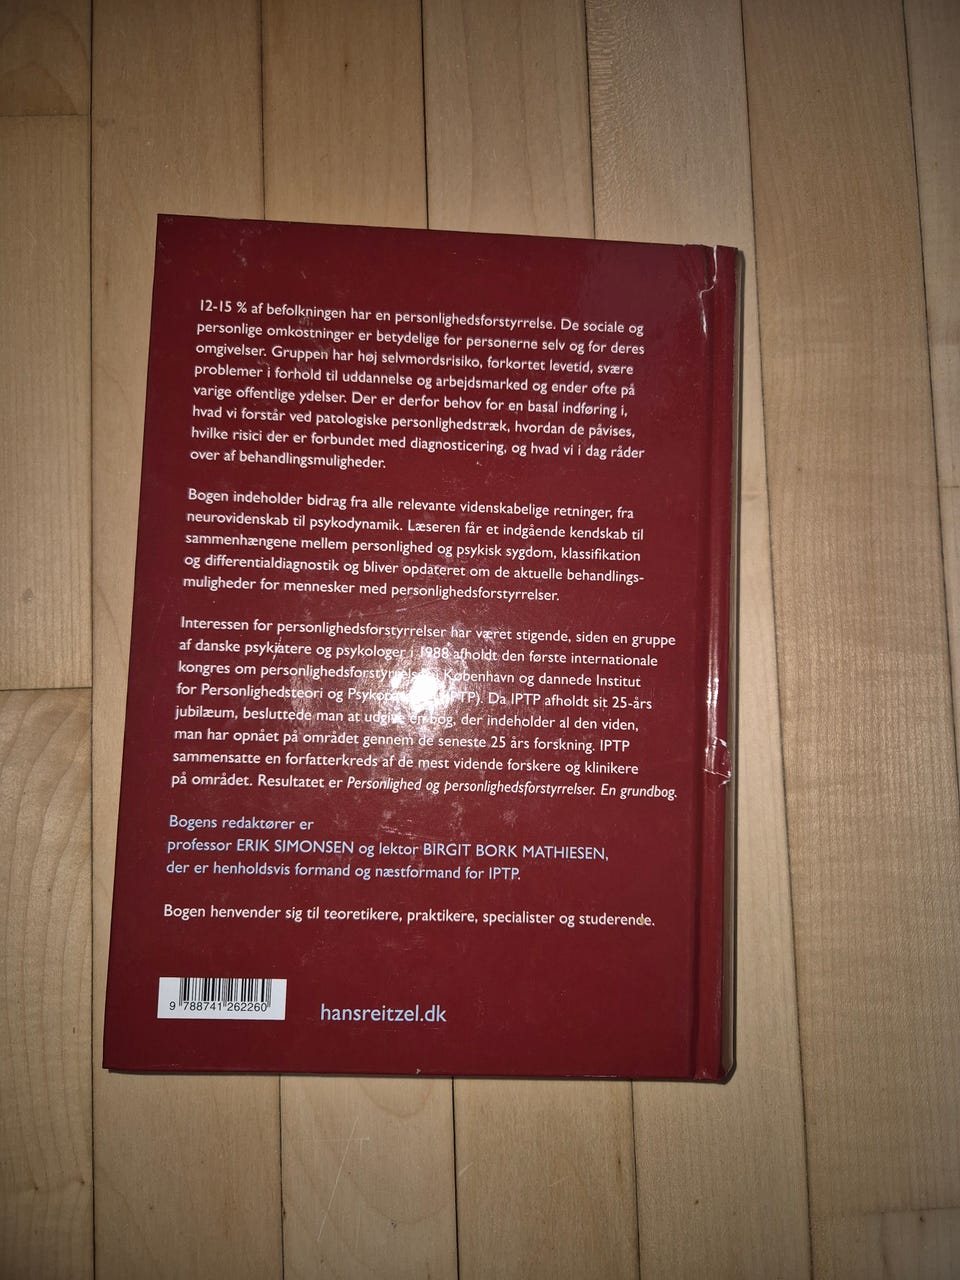 12-15 % af befolkningen har en personlighedsforstyrrelse. De sociale og
personlige omkostninger er betydelige for personerne selv og for deres
omgivelser. Gruppen har høj selvmordsrisiko, forkortet levetid, svære
problemer i forhold til uddannelse og arbejdsmarked og ender ofte på
varige offentlige ydelser. Der er derfor behov for en basal indføring i,
hvad vi forstår ved patologiske personlighedstræk, hvordan de påvises,
hvilke risici der er forbundet med diagnosticering, og hvad vi i dag råder
over af behandlingsmuligheder.
Bogen indeholder bidrag fra alle relevante videnskabelige retninger, fra
neurovidenskab til psykodynamik. Læseren får et indgående kendskab til
sammenhængene mellem personlighed og psykisk sygdom, klassifikation
og differentialdiagnostik og bliver opdateret om de aktuelle behandlings-
muligheder for mennesker med personlighedsforstyrrelser.
Interessen for personlighedsforstyrrelser har været stigende, siden en gruppe
af danske psykiatere og psykologer i 1988 afholdt den første internationale
kongres om personlighedsforstyrrelser i København og dannede Institut
for Personlighedsteori og (IPTP). Da IPTP afholdt sit 25-års
jubilæum, besluttede man at udgive en bog, der indeholder al den viden,
man har opnået på området gennem de seneste 25 års forskning. IPTP
sammensatte en forfatterkreds af de mest vidende forskere og klinikere
på området. Resultatet er Personlighed og personlighedsforstyrrelser. En grundbog.
Bogens redaktører er
professor ERIK SIMONSEN og lektor BIRGIT BORK MATHIESEN,
der er henholdsvis formand og næstformand for IPTP.
Bogen henvender sig til teoretikere, praktikere, specialister og studerende.
9 788741 262260
hansreitzel.dk